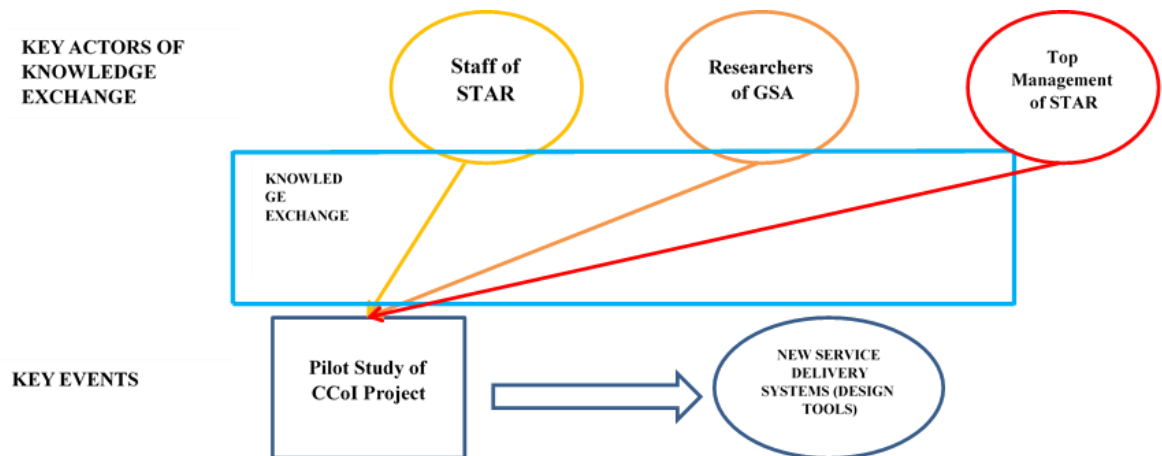 KEY ACTORS OF
KNOWLEDGE
EXCHANGE
Staff of
STAR
Researchers
of GSA
Top
Management
of STAR
KNOWLED
GE
EXCHANGE
KEY EVENTS
Pilot Study of
CCoI Project
NEW SERVICE
DELIVERY
SYSTEMS (DESIGN
TOOLS)